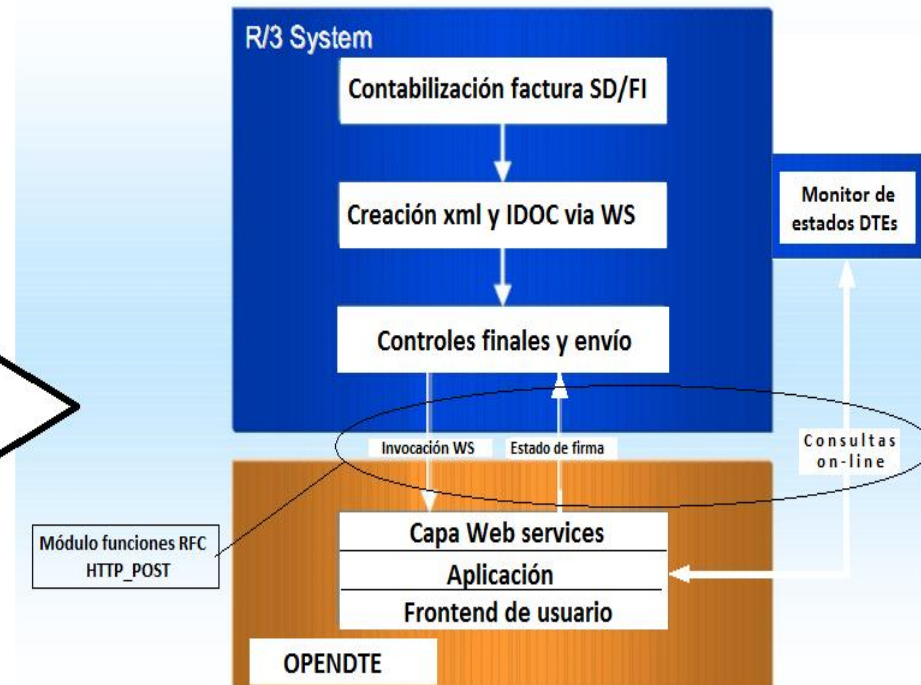 R/3 System
Contabilización factura SD/FI
Creación xml y IDOC via WS
Monitor de
estados DTEs
Controles finales y envío
Invocación WS
Estado de firma
Consultas
on-line
Módulo funciones RFC
HTTP_POST
Capa Web services
Aplicación
Frontend de usuario
OPENDTE